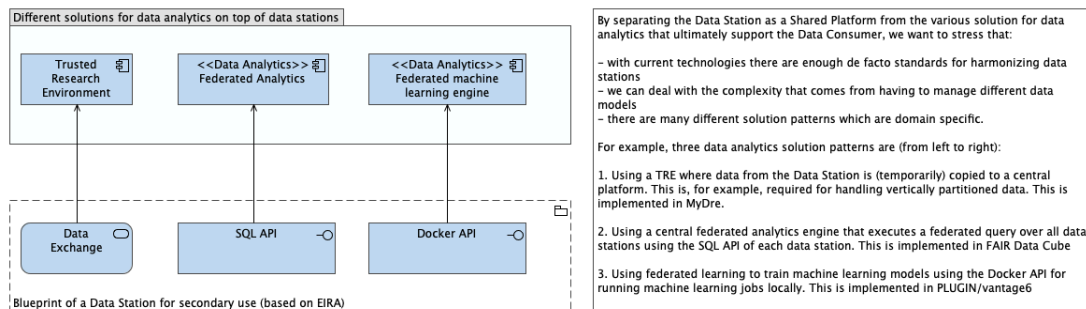 Different solutions for data analytics on top of data stations
Trusted
Research
Environment
<<Data Analytics>>
Federated Analytics
<<Data Analytics>>
Federated machine
learning engine
Data
Exchange
SQL API
Docker API
Blueprint of a Data Station for secondary use (based on EIRA)
By separating the Data Station as a Shared Platform from the various solution for data
analytics that ultimately support the Data Consumer, we want to stress that:
- with current technologies there are enough de facto standards for harmonizing data
stations
- we can deal with the complexity that comes from having to manage different data
models
- there are many different solution patterns which are domain specific.
For example, three data analytics solution patterns are (from left to right):
1. Using a TRE where data from the Data Station is (temporarily) copied to a central
platform. This is, for example, required for handling vertically partitioned data. This is
implemented in MyDre.
2. Using a central federated analytics engine that executes a federated query over all data
stations using the SQL API of each data station. This is implemented in FAIR Data Cube
3. Using federated learning to train machine learning models using the Docker API for
running machine learning jobs locally. This is implemented in PLUGIN/vantage6